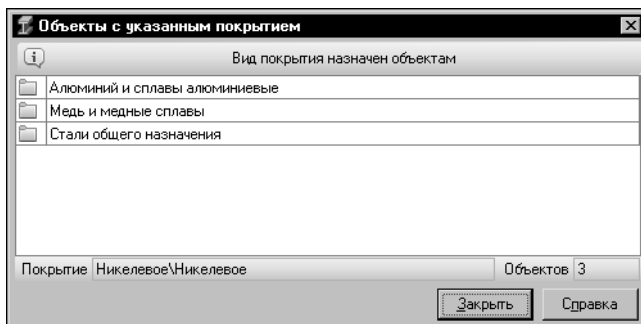 Объекты с указанным покрытием
Вид покрытия назначен объектам
Алюминий и сплавы алюминиевые
Медь и медные сплавы
Стали общего назначения
Покрытие Никелевое\Никелевое Объектов 3
Закрыть Справка